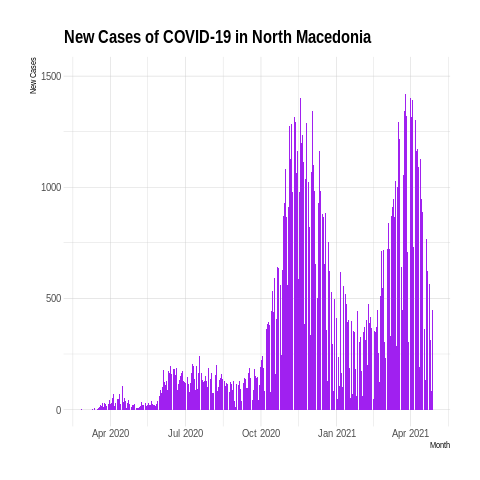 New Cases of COVID-19 in North Macedonia
New Cases
1500
1000
500
0
Apr 2020
Jul 2020
Oct 2020
Jan 2021
Apr 2021
Month